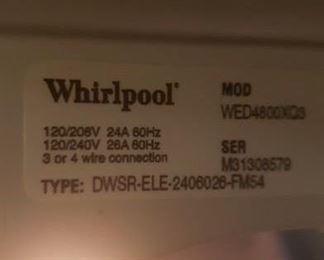 Whirlpool
MOD
WED4800XQ3
120/208V 24A 60Hz
120/240V 26A 60Hz
3 or 4 wire connection
SER
M31308579
TYPE: DWSR-ELE-2406026-FM54